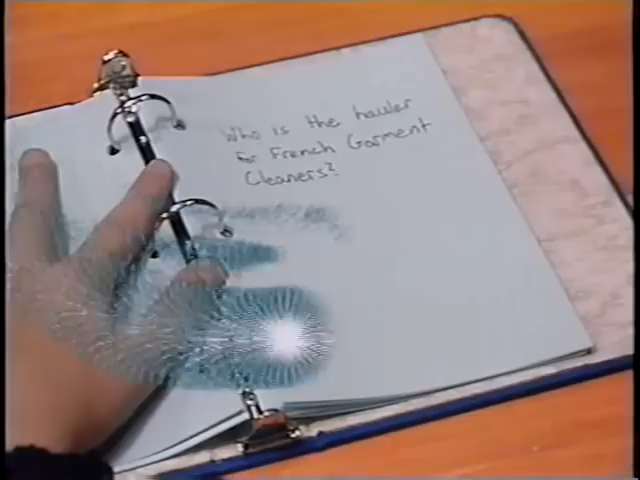 Who is the hauler
for French Garment
Cleaners?